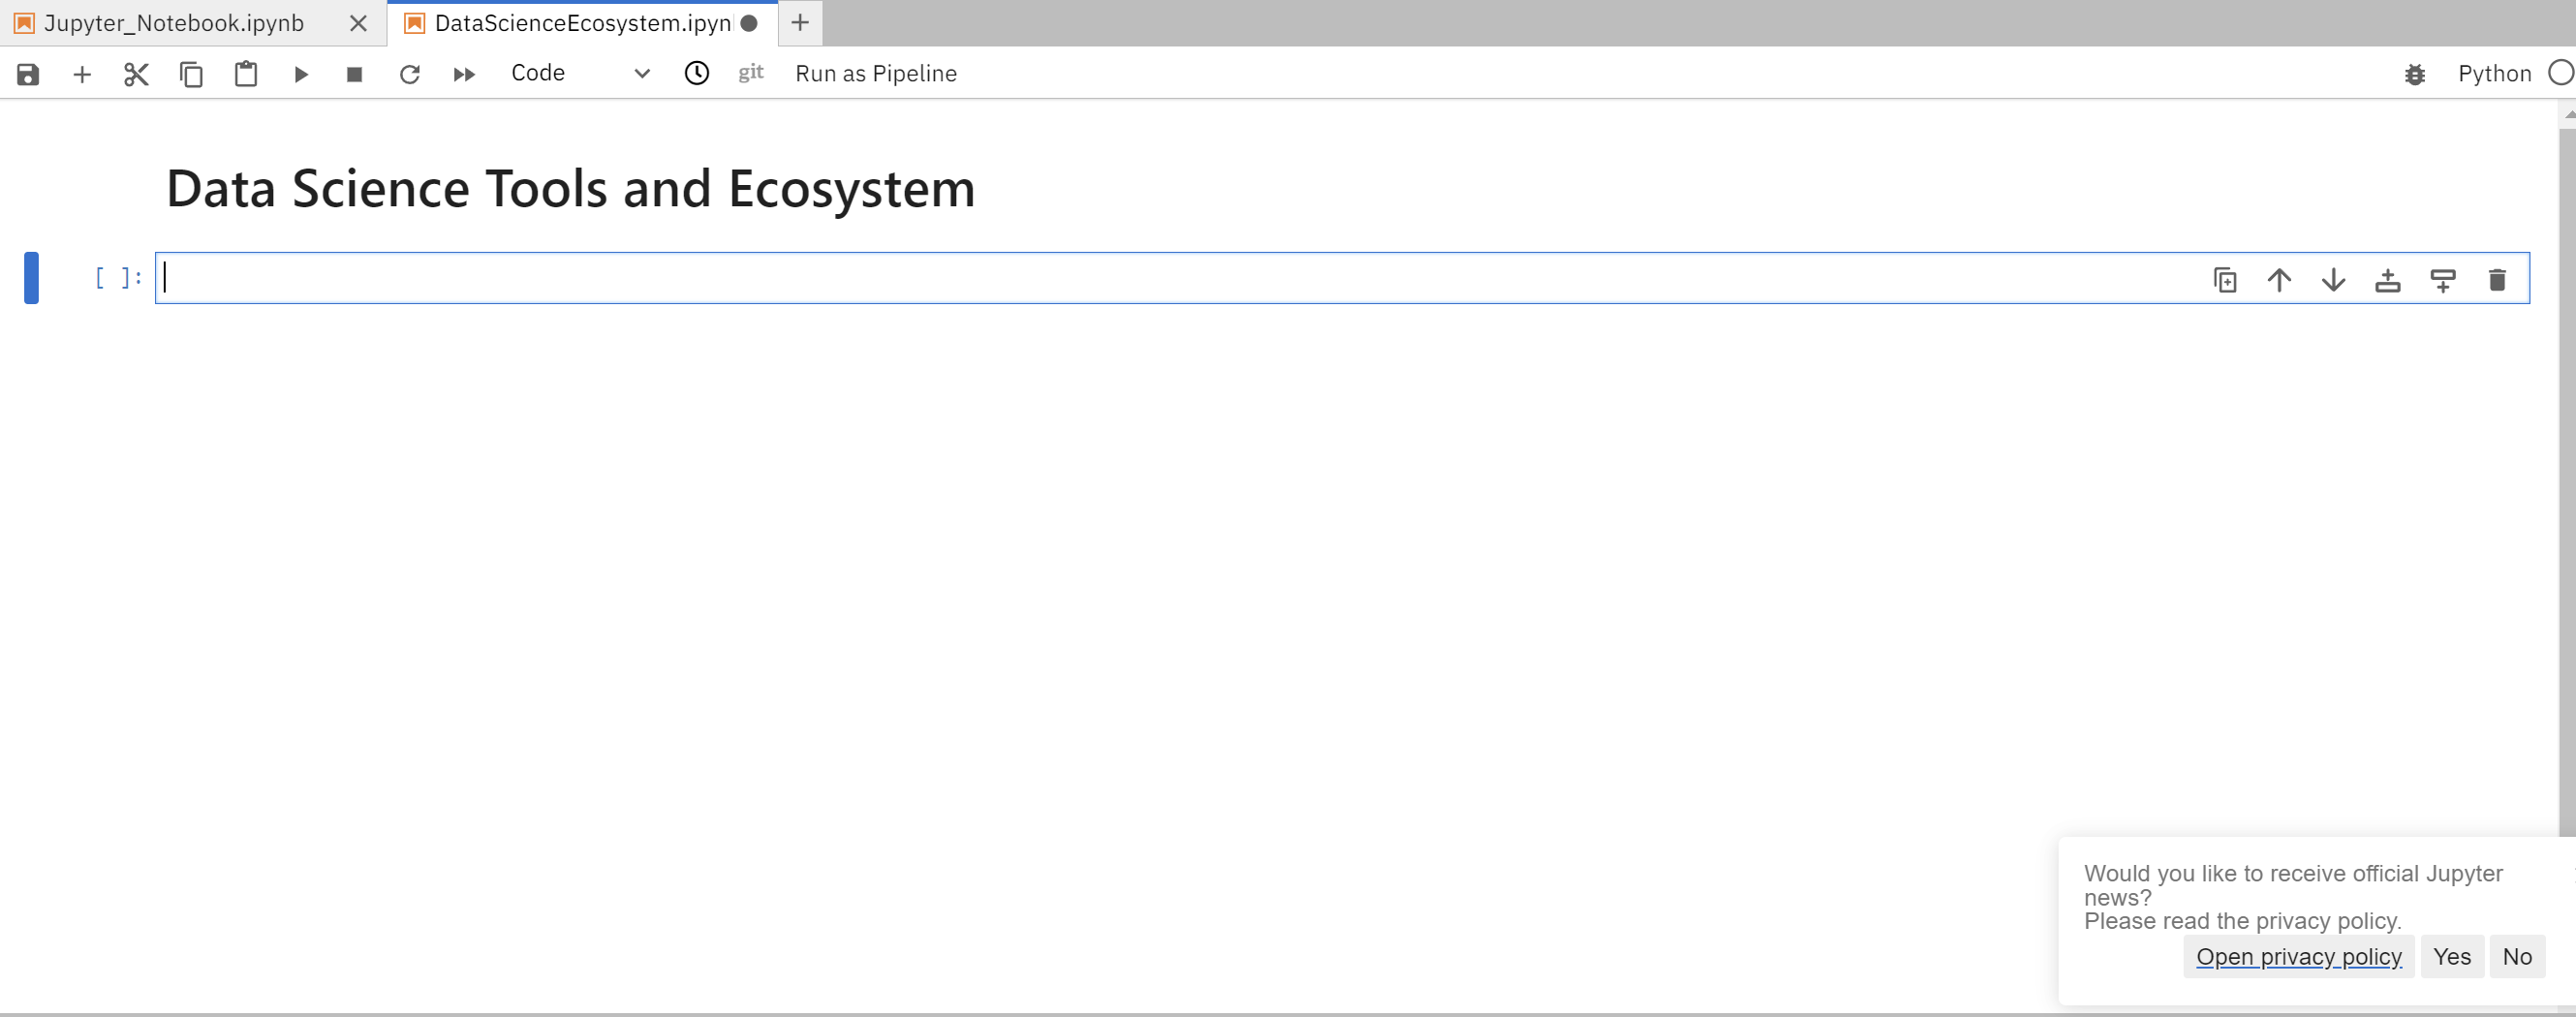 Jupyter_Notebook.ipynb
DataScienceEcosystem.ipyn
Code
git
Run as Pipeline
Python
Data Science Tools and Ecosystem
[ ]:
Would you like to receive official Jupyter
news?
Please read the privacy policy.
Open privacy policy
Yes
No